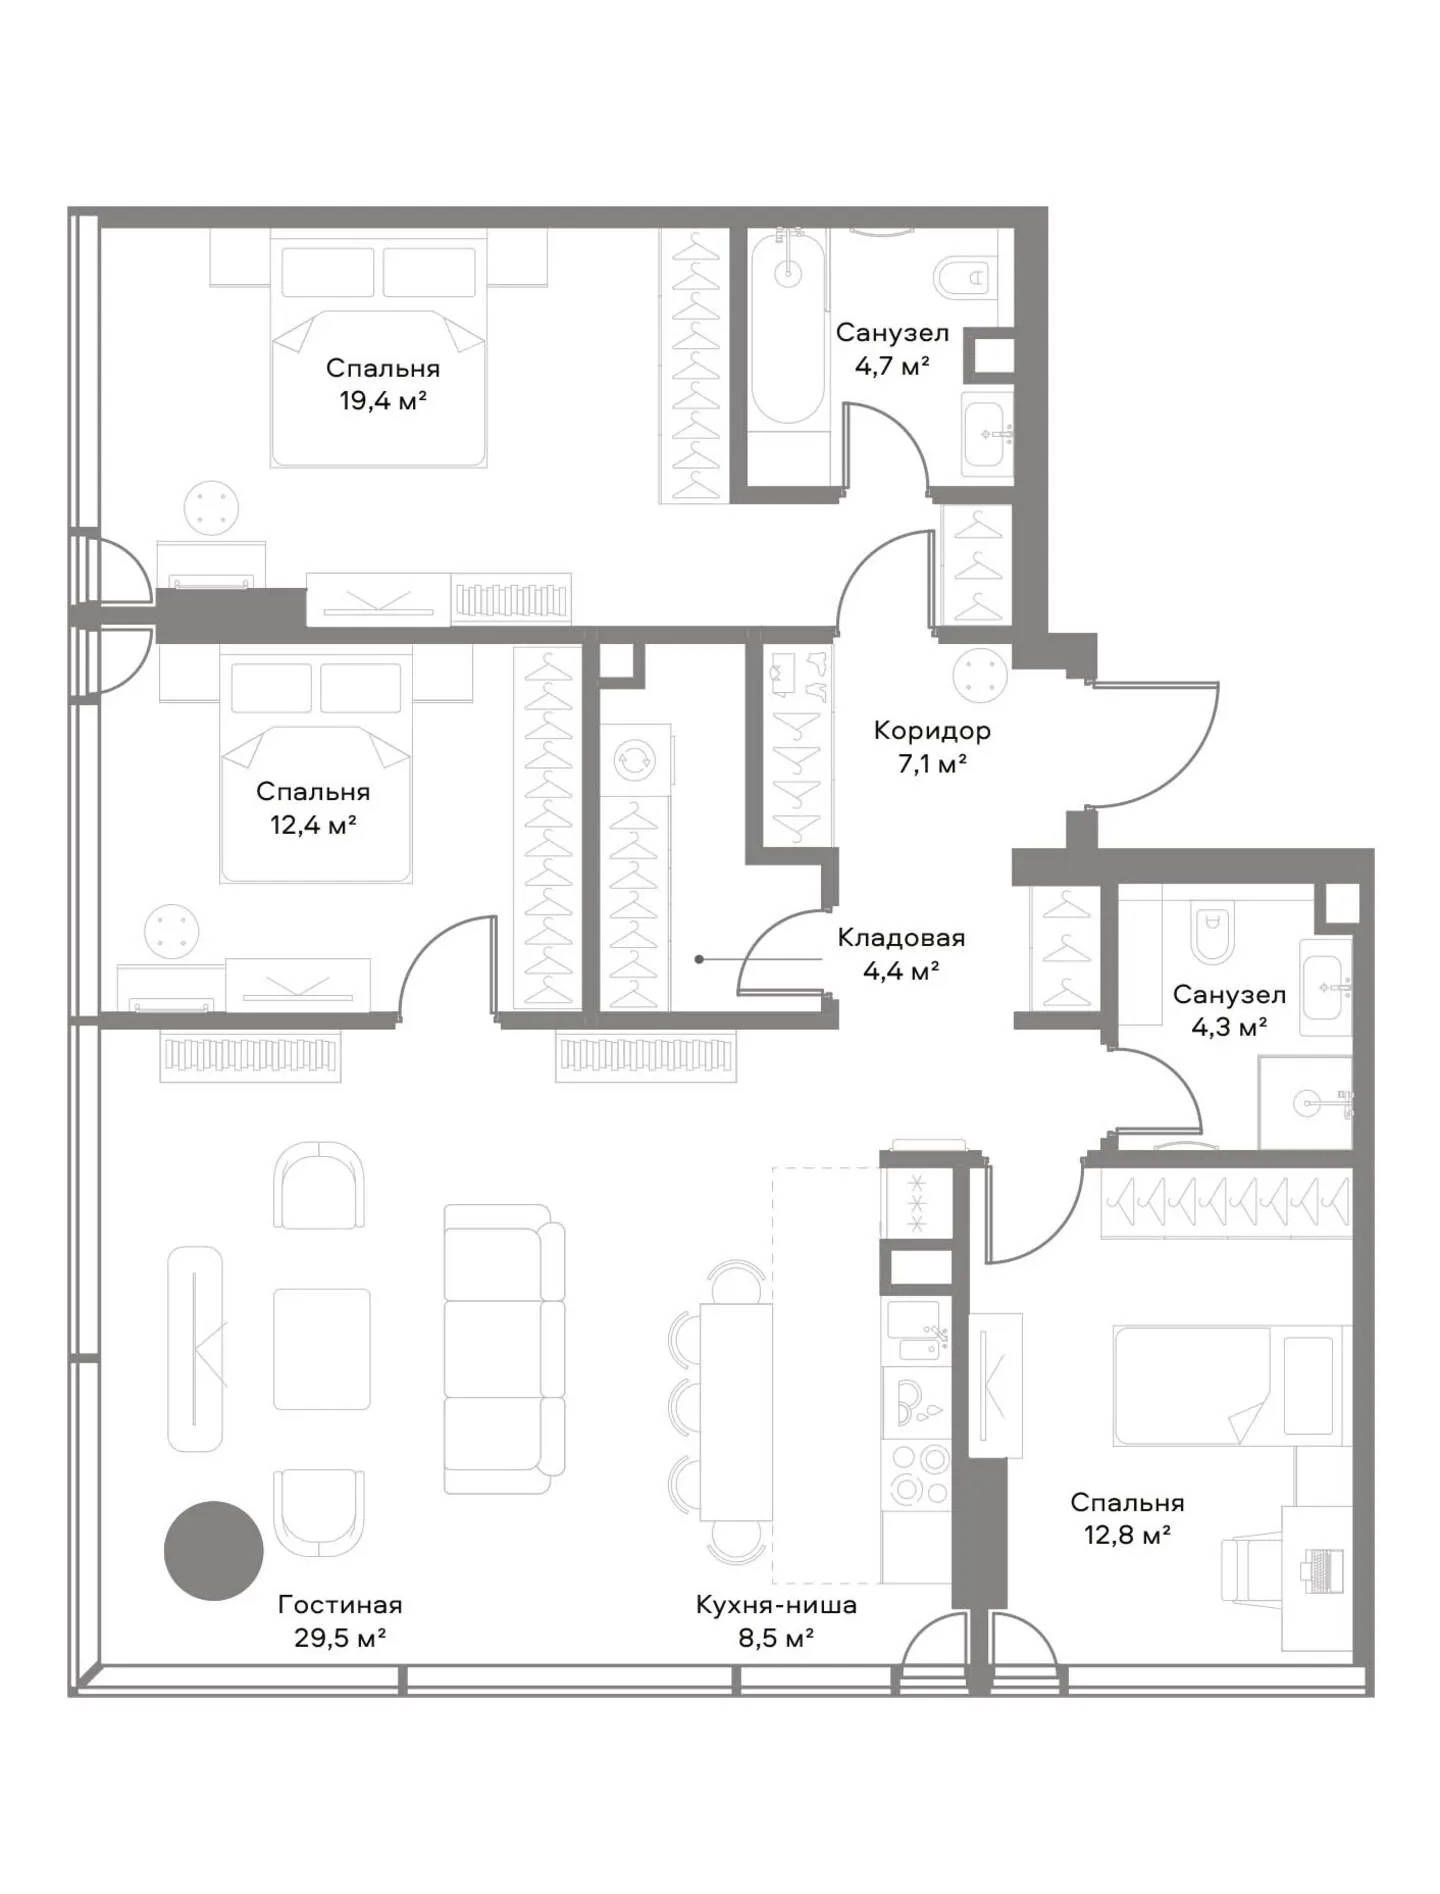 Санузел
4,7 м²
Спальня
19,4 м²
Коридор
7,1 м²
Спальня
12,4 м²
Кладовая
4,4 м²
Санузел
4,3 м²
Спальня
12,8 м²
Гостиная
29,5 м²
Кухня-ниша
8,5 м²